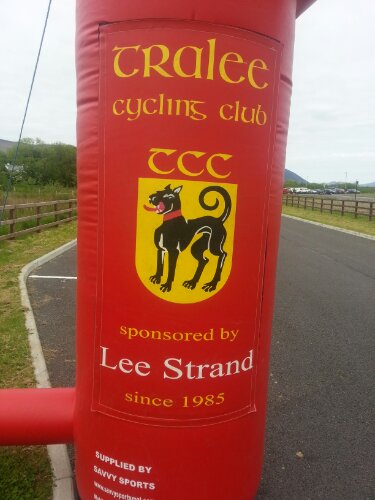 Tralee
cycling club
TCC
sponsored by
Lee Strand
since 1985
SUPPLIED BY
SAVVY SPORTS